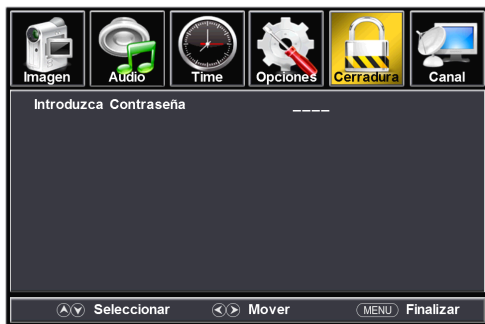 Imagen Audio Time Opciones Cerradura Canal
Introduzca Contraseña ____
Seleccionar Mover MENU Finalizar